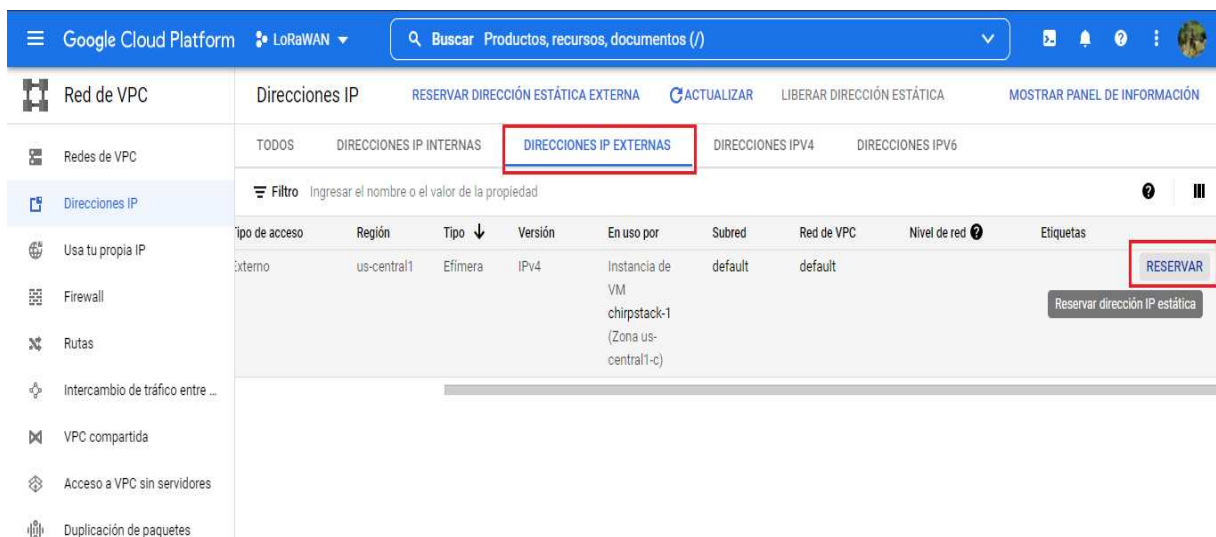 Google Cloud Platform LoRaWAN Buscar Productos, recursos, documentos (/)
Red de VPC
Direcciones IP RESERVAR DIRECCIÓN ESTÁTICA EXTERNA ACTUALIZAR LIBERAR DIRECCIÓN ESTÁTICA MOSTRAR PANEL DE INFORMACIÓN
Redes de VPC
Direcciones IP
Usa tu propia IP
Firewall
Rutas
Intercambio de tráfico entre ...
VPC compartida
Acceso a VPC sin servidores
Duplicación de paquetes
TODOS DIRECCIONES IP INTERNAS DIRECCIONES IP EXTERNAS DIRECCIONES IPV4 DIRECCIONES IPV6
Filtro Ingresar el nombre o el valor de la propiedad
ipo de acceso Región Tipo Versión En uso por Subred Red de VPC Nivel de red Etiquetas
Externo us-central1 Efímera IPv4 Instancia de default default RESERVAR
VM
chirpstack-1
(Zona us-
central1-c)
Reservar dirección IP estática